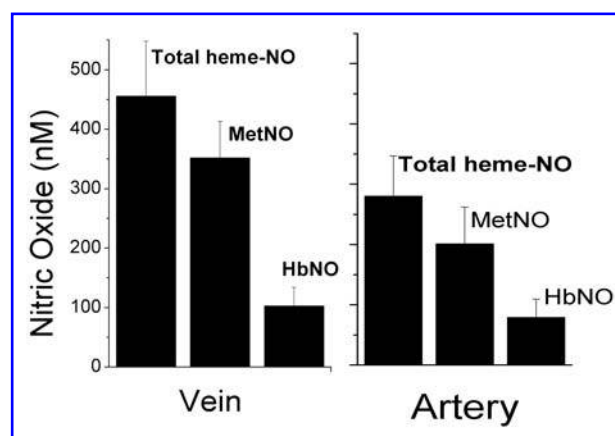 Nitric Oxide (nM)
500
400
300
200
100
0
Total heme-NO
MetNO
HbNO
Vein
Total heme-NO
MetNO
HbNO
Artery